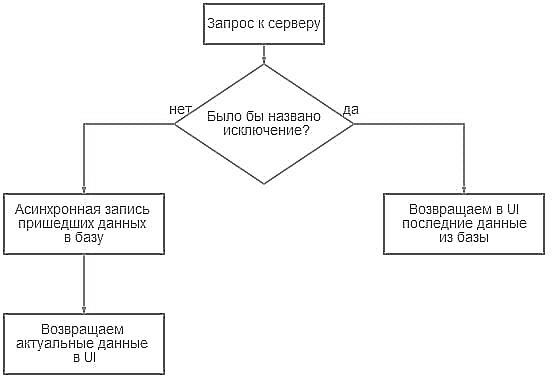 Запрос к серверу
Было бы названо
исключение?
нет
да
Асинхронная запись
пришедших данных
в базу
Возвращаем в UI
последние данные
из базы
Возвращаем
актуальные данные
в UI